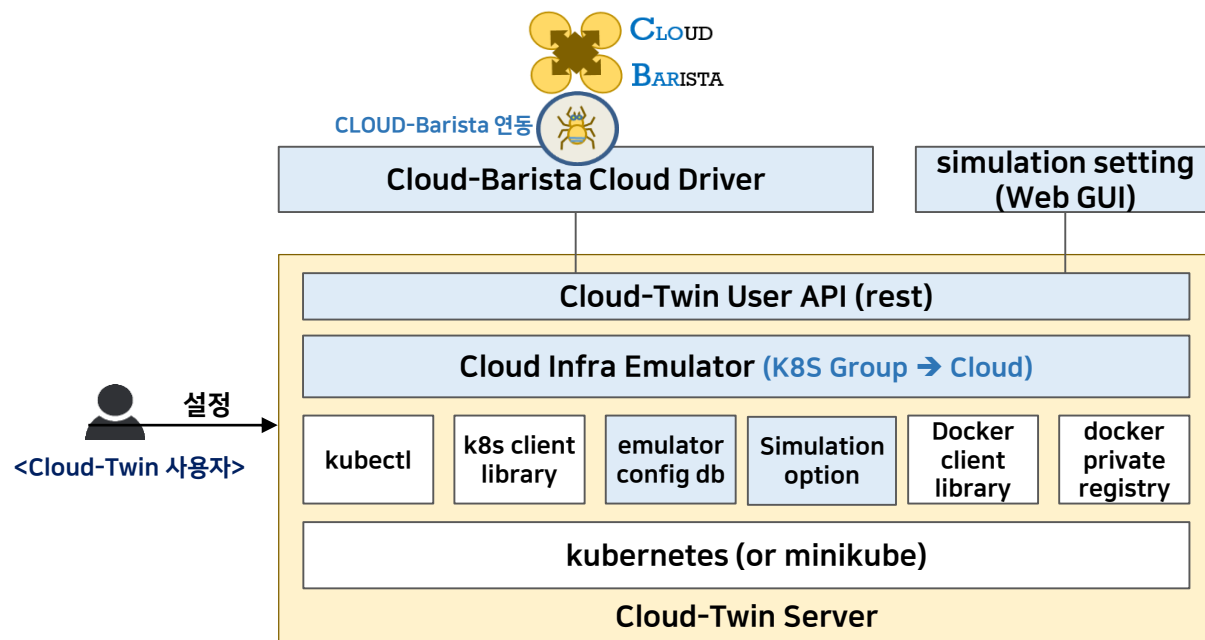 CLOUD
BARISTA
CLOUD-Barista 연동
Cloud-Barista Cloud Driver
simulation setting
(Web GUI)
Cloud-Twin User API (rest)
Cloud Infra Emulator (K8S Group ➔ Cloud)
설정
<Cloud-Twin 사용자>
kubectl
k8s client
library
emulator
config db
Simulation
option
Docker
client
library
docker
private
registry
kubernetes (or minikube)
Cloud-Twin Server